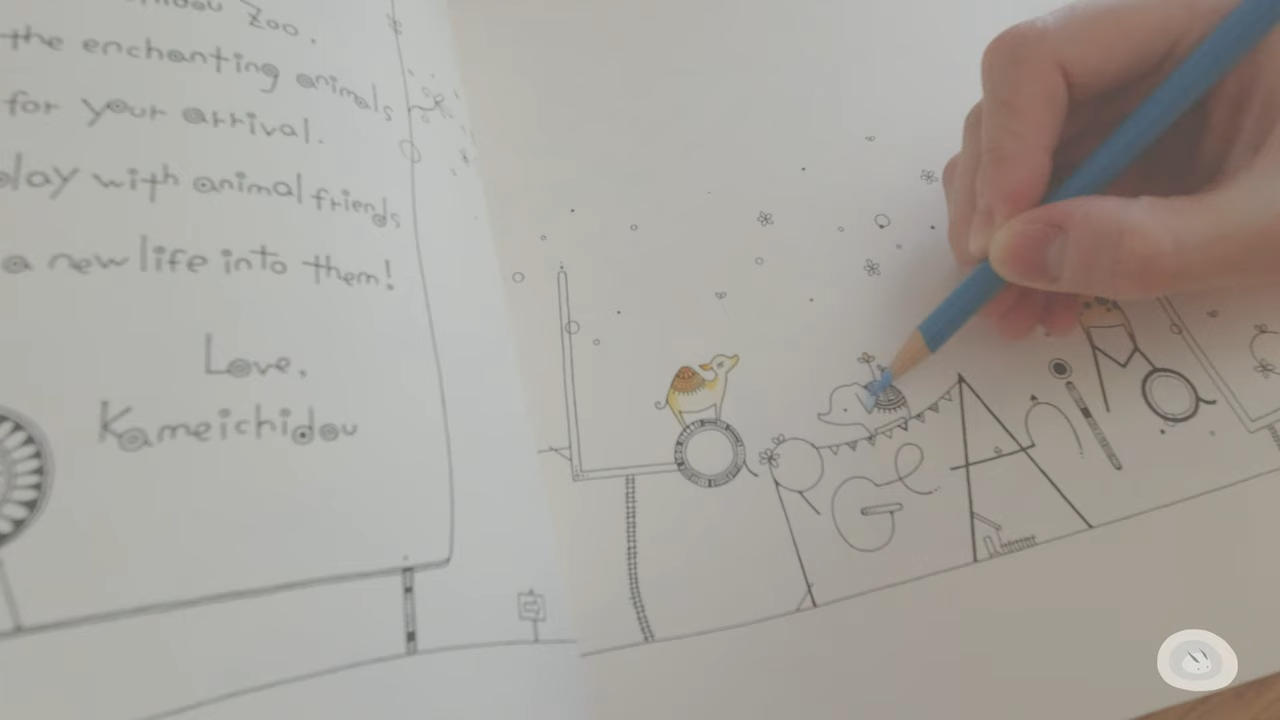 Zoo.
the enchanting animals
for your arrival.
play with animal friends
a new life into them!
Love,
Kameichidou